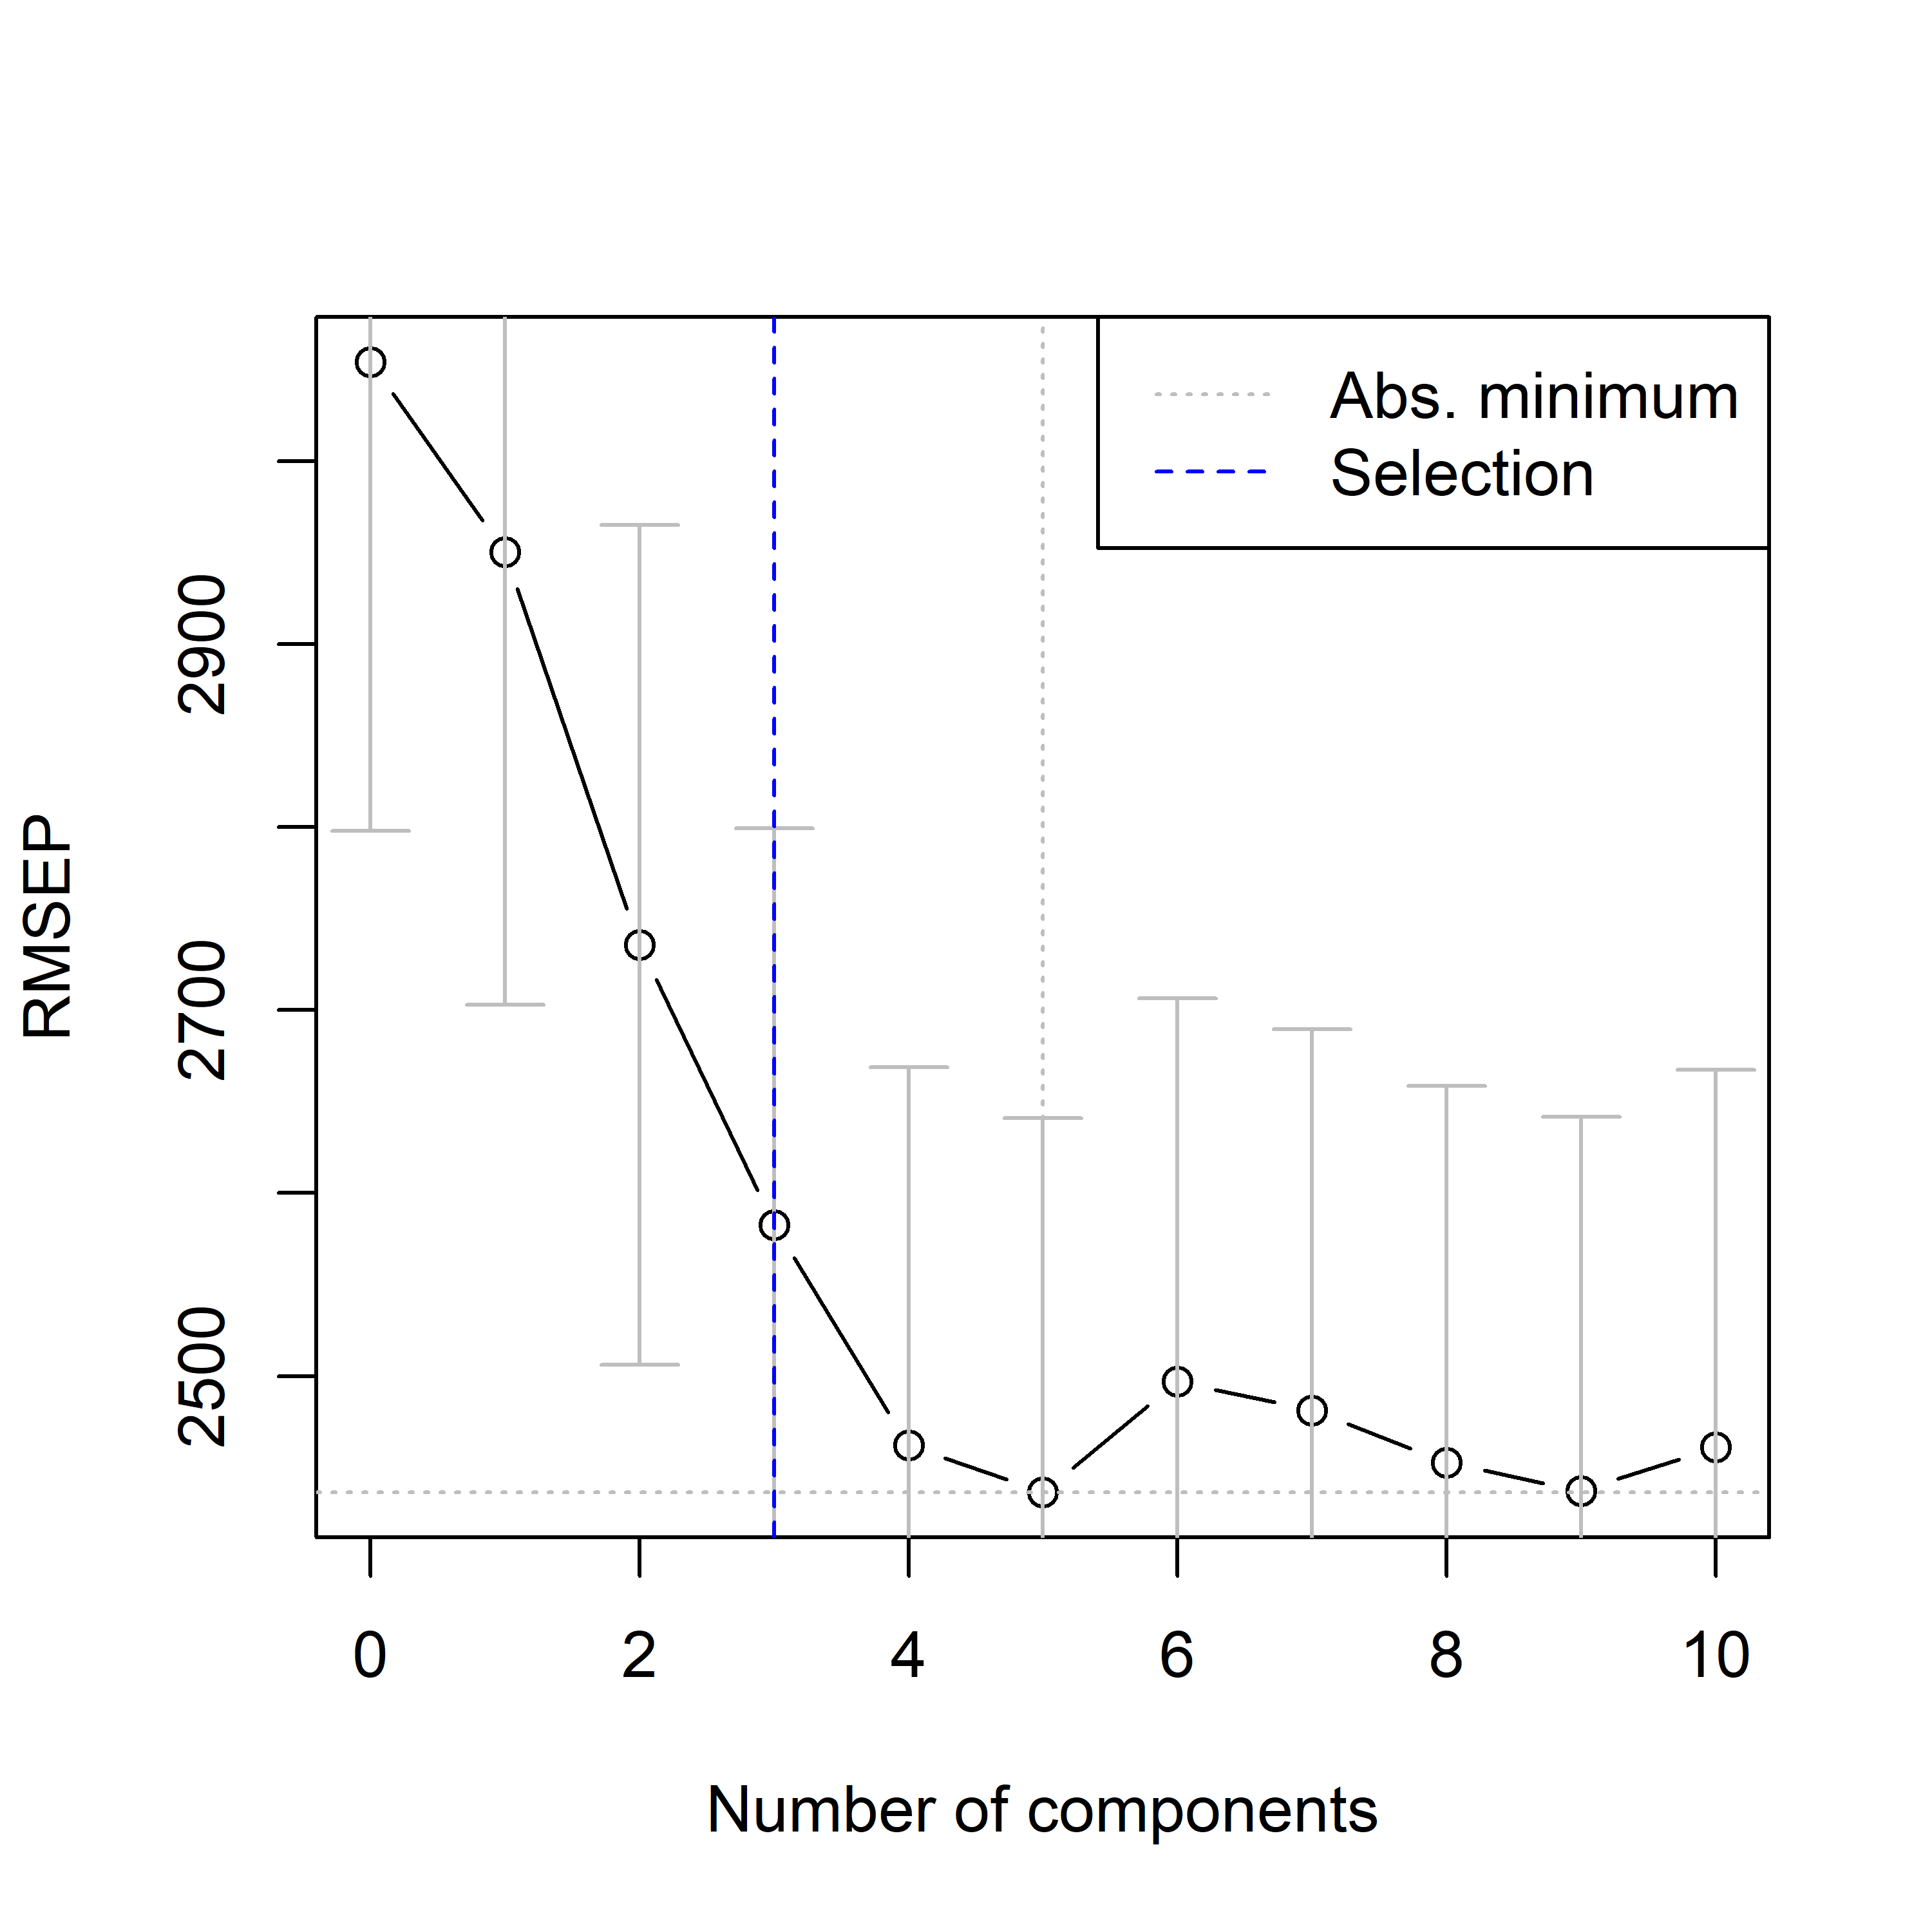 Abs. minimum
Selection
RMSEP
2900
2700
2500
0 2 4 6 8 10
Number of components